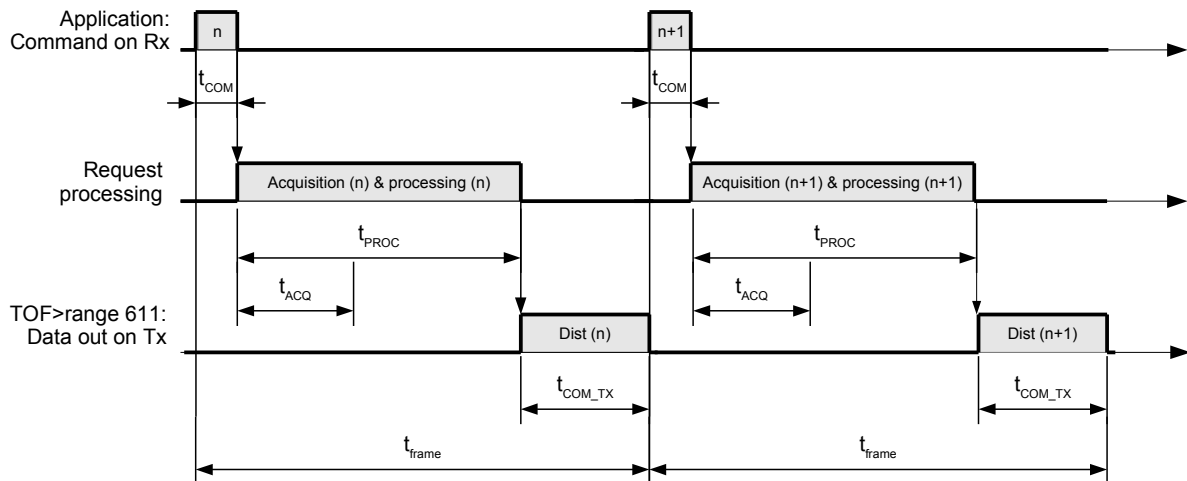 Application:
Command on Rx
n
n+1
tCOM
tCOM
Request
processing
Acquisition (n) & processing (n)
Acquisition (n+1) & processing (n+1)
tPROC
tPROC
tACQ
tACQ
TOF>range 611:
Data out on Tx
Dist (n)
Dist (n+1)
tCOM_TX
tCOM_TX
tframe
tframe